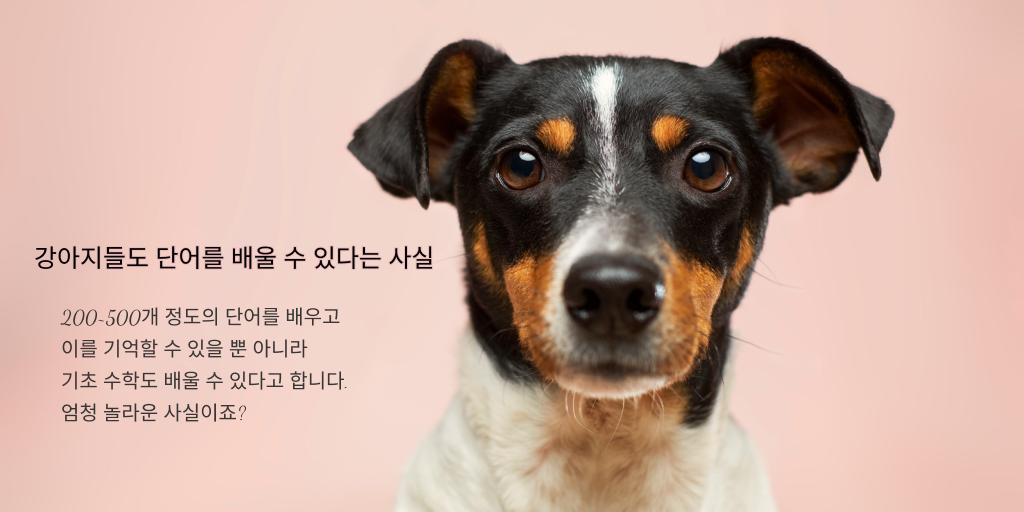 강아지들도 단어를 배울 수 있다는 사실
200-500개 정도의 단어를 배우고
이를 기억할 수 있을 뿐 아니라
기초 수학도 배울 수 있다고 합니다.
엄청 놀라운 사실이죠?